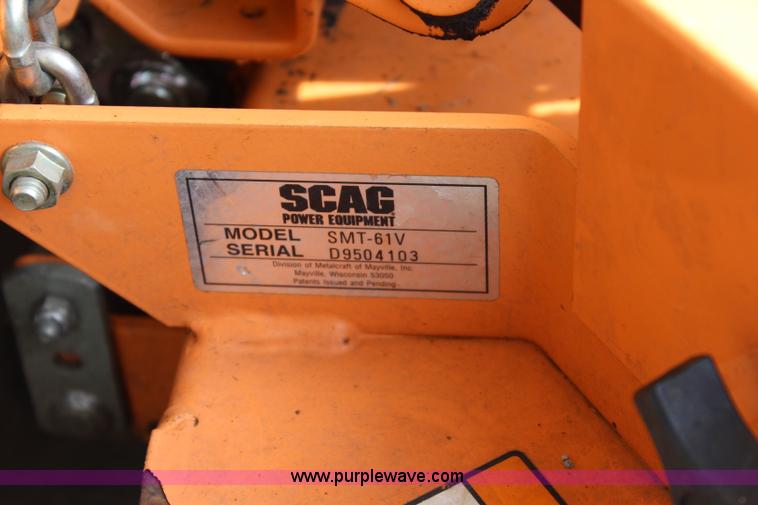 SCAG
POWER EQUIPMENT
MODEL SMT-61V
SERIAL D9504103
Division of Metalcraft of Mayville, Inc.
Mayville, Wisconsin 53050
Patents Issued and Pending
www.purplewave.com